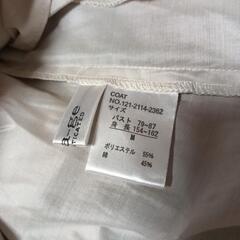 COAT
NO.121-2114-2362
サイズ
バスト 79~87
身長 154~162
M
ポリエステル 55%
綿 45%